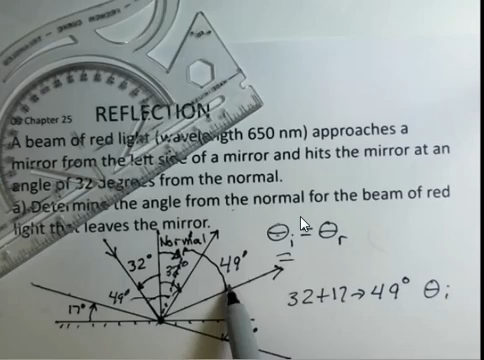 Chapter 25
REFLECTION
A beam of red light (wavelength 650 nm) approaches a
mirror from the left side of a mirror and hits the mirror at an
angle of 32 degrees from the normal.
a) Determine the angle from the normal for the beam of red
light that leaves the mirror.
Normal
θi = θr
32°
32°
49°
49°
17°
32+17→49° θi